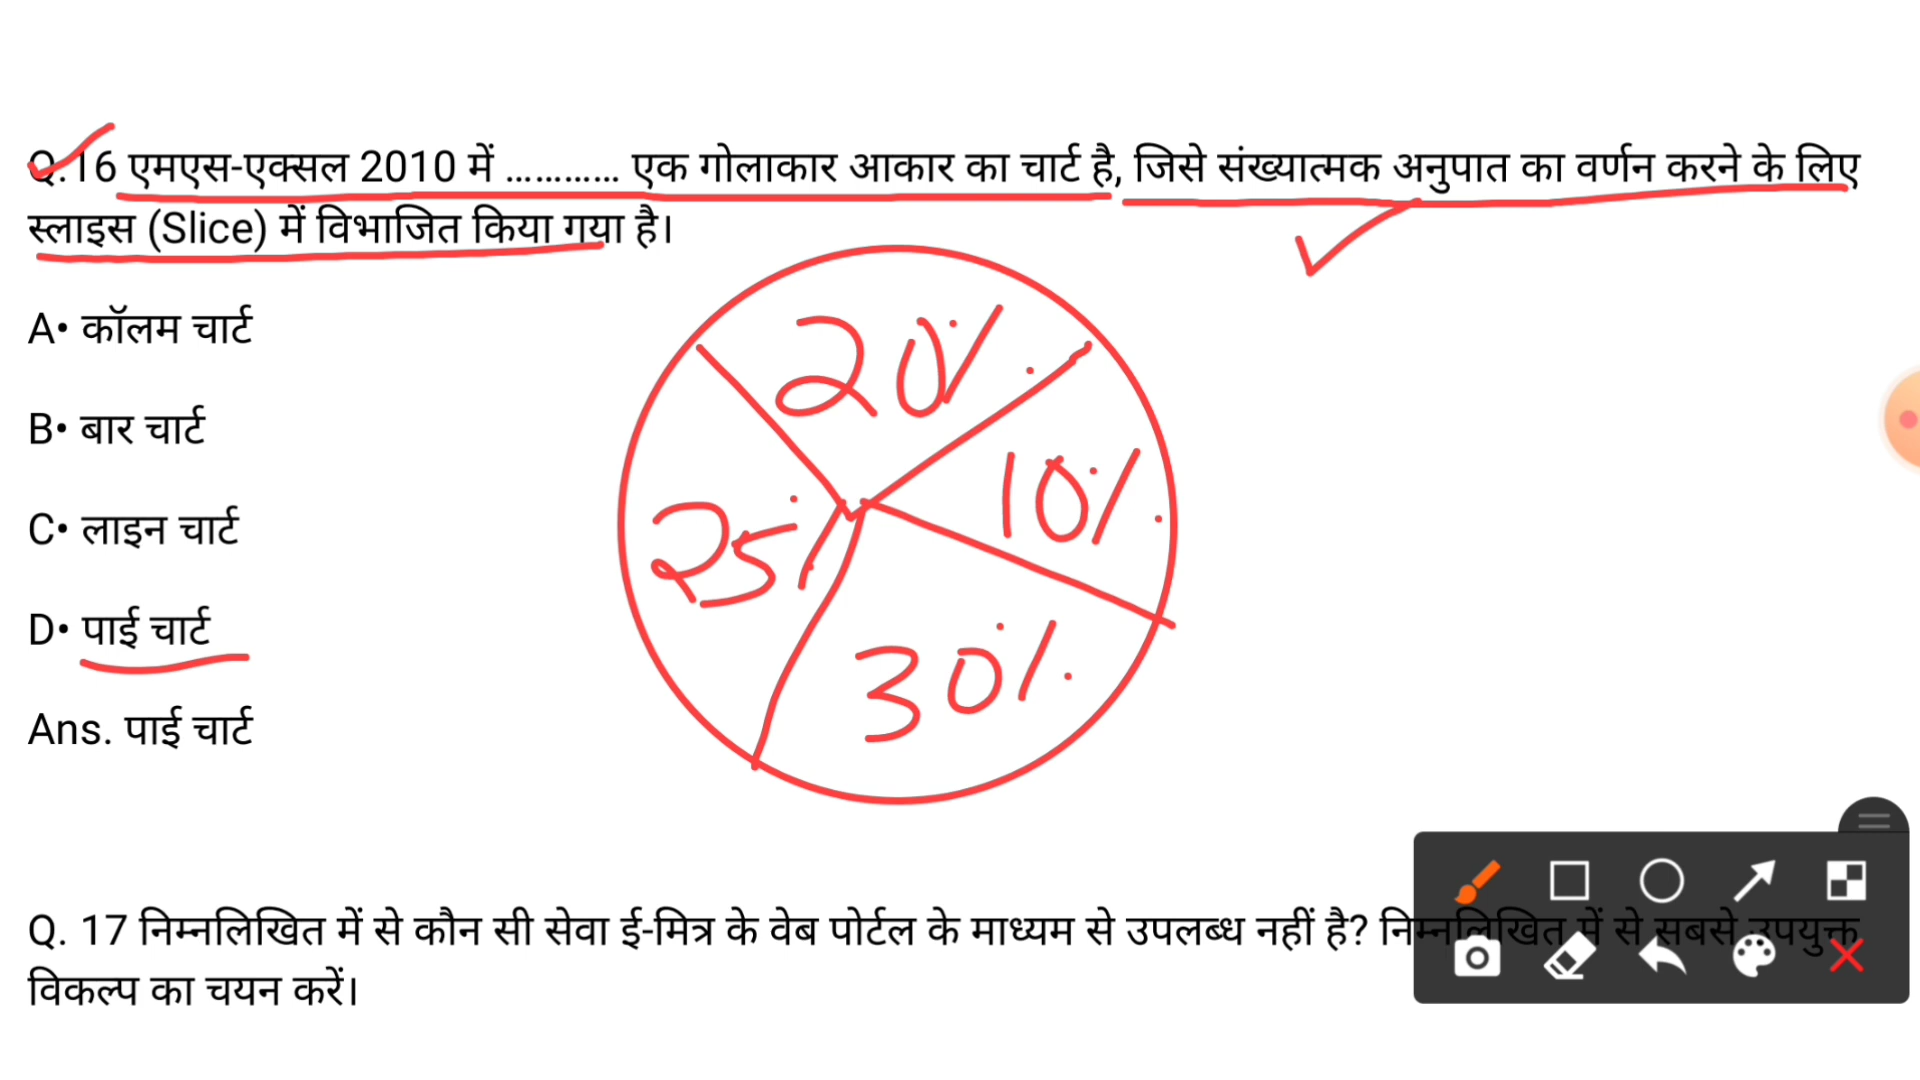 Q.16 एमएस-एक्सल 2010 में ............ एक गोलाकार आकार का चार्ट है, जिसे संख्यात्मक अनुपात का वर्णन करने के लिए
स्लाइस (Slice) में विभाजित किया गया है।
A• कॉलम चार्ट
B• बार चार्ट
C• लाइन चार्ट
D• पाई चार्ट
Ans. पाई चार्ट
20%
10%
25%
30%
Q. 17 निम्नलिखित में से कौन सी सेवा ई-मित्र के वेब पोर्टल के माध्यम से उपलब्ध नहीं है? निम्नलिखित में से सबसे उपयुक्त
विकल्प का चयन करें।